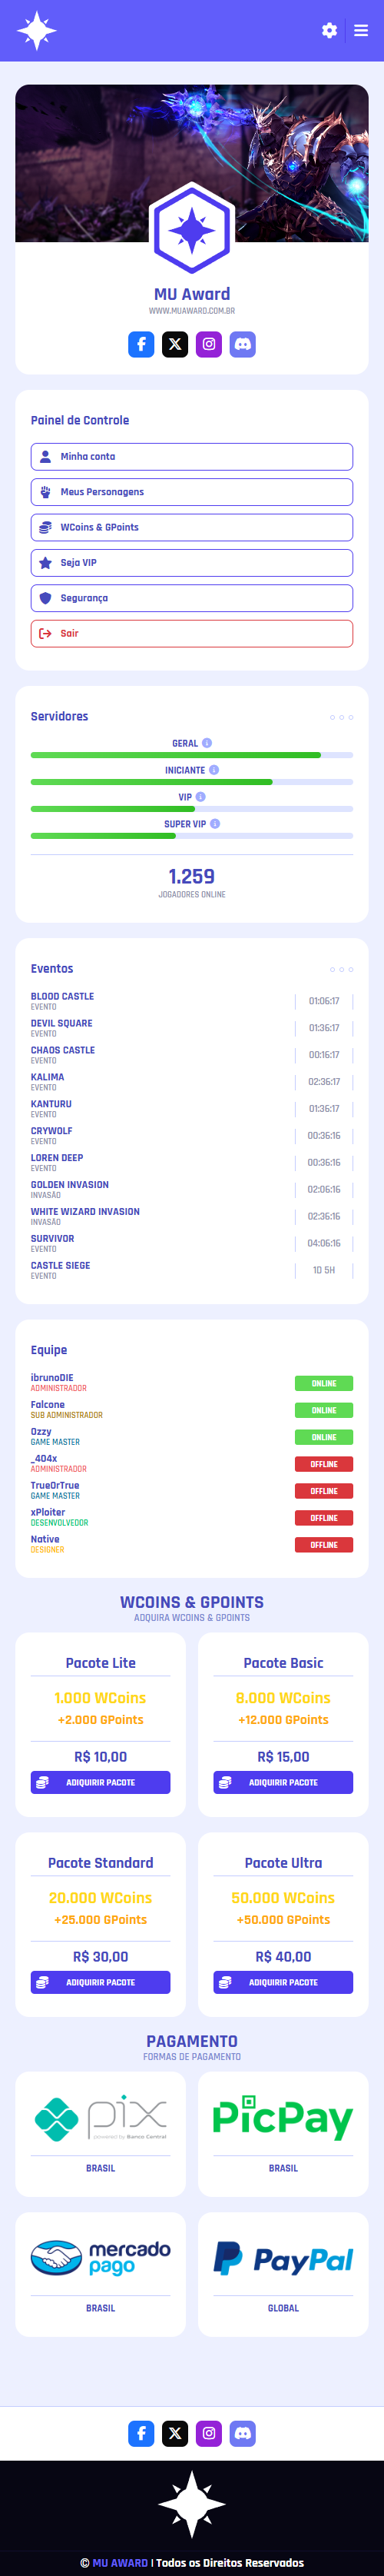 MU Award
WWW.MUAWARD.COM.BR
Painel de Controle
Minha conta
Meus Personagens
WCoins & GPoints
Seja VIP
Segurança
Sair
Servidores
GERAL
INICIANTE
VIP
SUPER VIP
1.259
JOGADORES ONLINE
Eventos
BLOOD CASTLE
EVENTO
01:06:17
DEVIL SQUARE
EVENTO
01:36:17
CHAOS CASTLE
EVENTO
00:16:17
KALIMA
EVENTO
02:36:17
KANTURU
EVENTO
01:36:17
CRYWOLF
EVENTO
00:36:16
LOREN DEEP
EVENTO
00:36:16
GOLDEN INVASION
INVASÃO
02:06:16
WHITE WIZARD INVASION
INVASÃO
02:36:16
SURVIVOR
EVENTO
04:06:16
CASTLE SIEGE
EVENTO
1D 5H
Equipe
ibrunoDIE
ADMINISTRADOR
ONLINE
Falcone
SUB ADMINISTRADOR
ONLINE
Ozzy
GAME MASTER
ONLINE
_404x
ADMINISTRADOR
OFFLINE
TrueOrTrue
GAME MASTER
OFFLINE
xPloiter
DESENVOLVEDOR
OFFLINE
Native
DESIGNER
OFFLINE
WCOINS & GPOINTS
ADQUIRA WCOINS & GPOINTS
Pacote Lite
1.000 WCoins
+2.000 GPoints
R$ 10,00
ADIQUIRIR PACOTE
Pacote Basic
8.000 WCoins
+12.000 GPoints
R$ 15,00
ADIQUIRIR PACOTE
Pacote Standard
20.000 WCoins
+25.000 GPoints
R$ 30,00
ADIQUIRIR PACOTE
Pacote Ultra
50.000 WCoins
+50.000 GPoints
R$ 40,00
ADIQUIRIR PACOTE
PAGAMENTO
FORMAS DE PAGAMENTO
pix
powered by Banco Central
BRASIL
PicPay
BRASIL
mercado
pago
BRASIL
PayPal
GLOBAL
© MU AWARD | Todos os Direitos Reservados